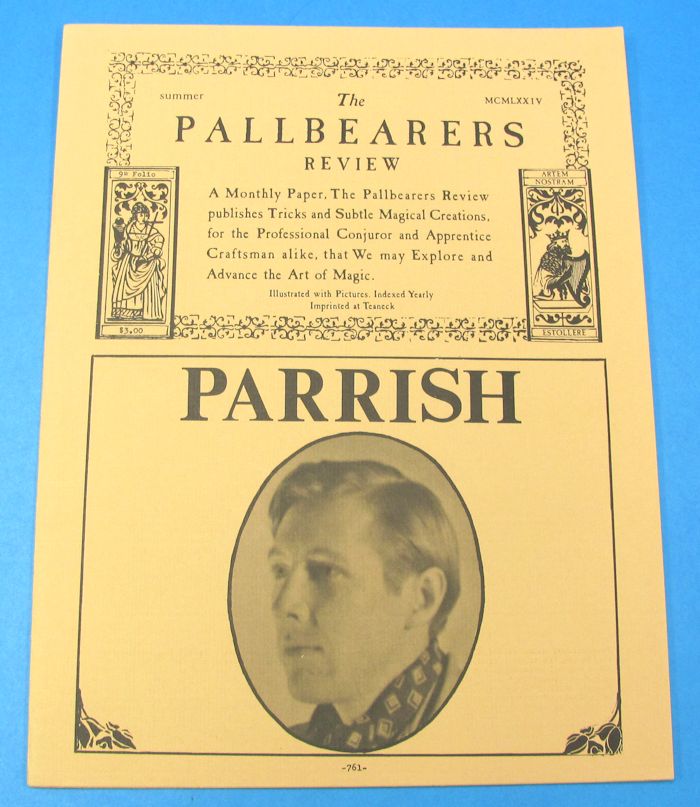 summer
The
MCMLXXIV
PALLBEARERS
REVIEW
9th Folio
ARTEM
NOSTRAM
A Monthly Paper, The Pallbearers Review
publishes Tricks and Subtle Magical Creations,
for the Professional Conjuror and Apprentice
Craftsman alike, that We may Explore and
Advance the Art of Magic.
Illustrated with Pictures. Indexed Yearly
Imprinted at Teaneck
$3.00
ESTOLLERE
PARRISH
-761-